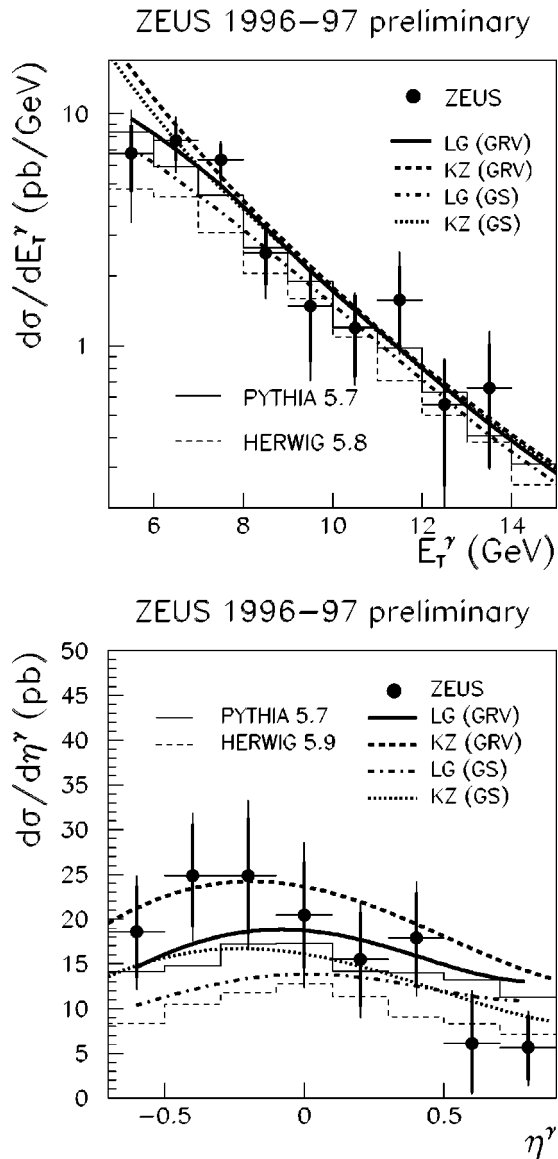 ZEUS 1996–97 preliminary
dσ/dE_T^γ (pb/GeV)
10
1
ZEUS
LG (GRV)
KZ (GRV)
LG (GS)
KZ (GS)
PYTHIA 5.7
HERWIG 5.8
6 8 10 12 14
E_T^γ (GeV)
ZEUS 1996–97 preliminary
dσ/dη^γ (pb)
50
45
40
35
30
25
20
15
10
5
0
ZEUS
LG (GRV)
KZ (GRV)
LG (GS)
KZ (GS)
PYTHIA 5.7
HERWIG 5.9
−0.5 0 0.5
η^γ